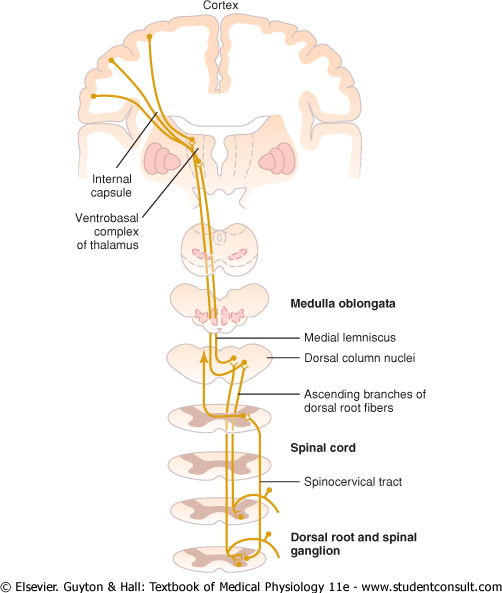 Cortex
Internal
capsule
Ventrobasal
complex
of thalamus
Medulla oblongata
Medial lemniscus
Dorsal column nuclei
Ascending branches of
dorsal root fibers
Spinal cord
Spinocervical tract
Dorsal root and spinal
ganglion
© Elsevier. Guyton & Hall: Textbook of Medical Physiology 11e - www.studentconsult.com